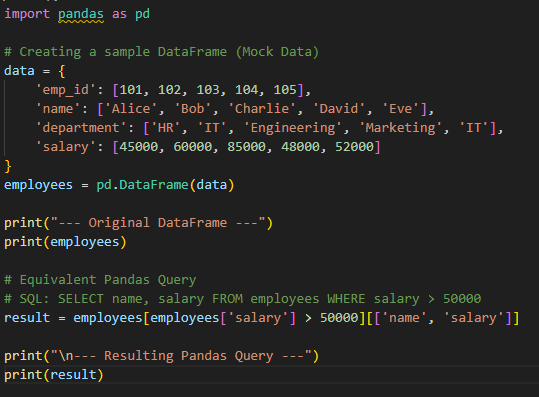 import pandas as pd

# Creating a sample DataFrame (Mock Data)
data = {
    'emp_id': [101, 102, 103, 104, 105],
    'name': ['Alice', 'Bob', 'Charlie', 'David', 'Eve'],
    'department': ['HR', 'IT', 'Engineering', 'Marketing', 'IT'],
    'salary': [45000, 60000, 85000, 48000, 52000]
}
employees = pd.DataFrame(data)

print("--- Original DataFrame ---")
print(employees)

# Equivalent Pandas Query
# SQL: SELECT name, salary FROM employees WHERE salary > 50000
result = employees[employees['salary'] > 50000][['name', 'salary']]

print("\n--- Resulting Pandas Query ---")
print(result)